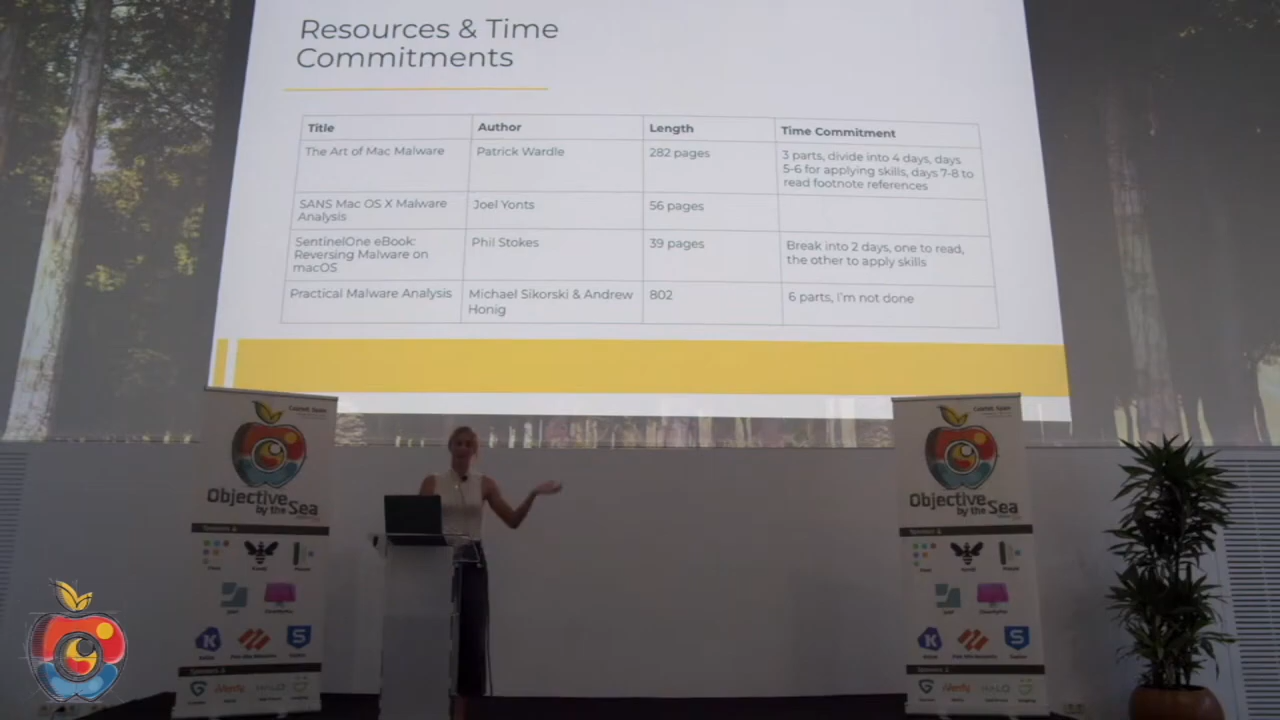 Resources & Time
Commitments
Title
Author
Length
Time Commitment
The Art of Mac Malware
Patrick Wardle
282 pages
3 parts, divide into 4 days, days
5-6 for applying skills, days 7-8 to
read footnote references
SANS Mac OS X Malware
Analysis
Joel Yonts
56 pages
SentinelOne eBook:
Reversing Malware on
macOS
Phil Stokes
39 pages
Break into 2 days, one to read,
the other to apply skills
Practical Malware Analysis
Michael Sikorski & Andrew
Honig
802
6 parts, I'm not done
Objective
by the Sea
Objective
by the Sea